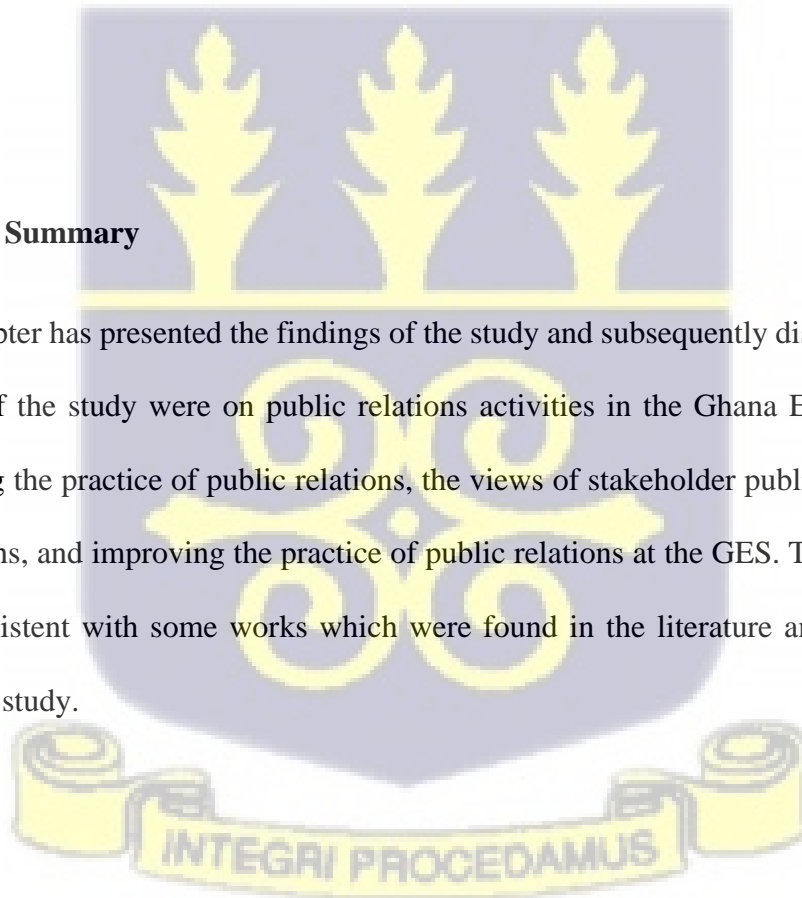 Summary
pter has presented the findings of the study and subsequently dis
f the study were on public relations activities in the Ghana E
g the practice of public relations, the views of stakeholder publi
ns, and improving the practice of public relations at the GES. T
istent with some works which were found in the literature a
study.
INTEGRI PROCEDAMUS